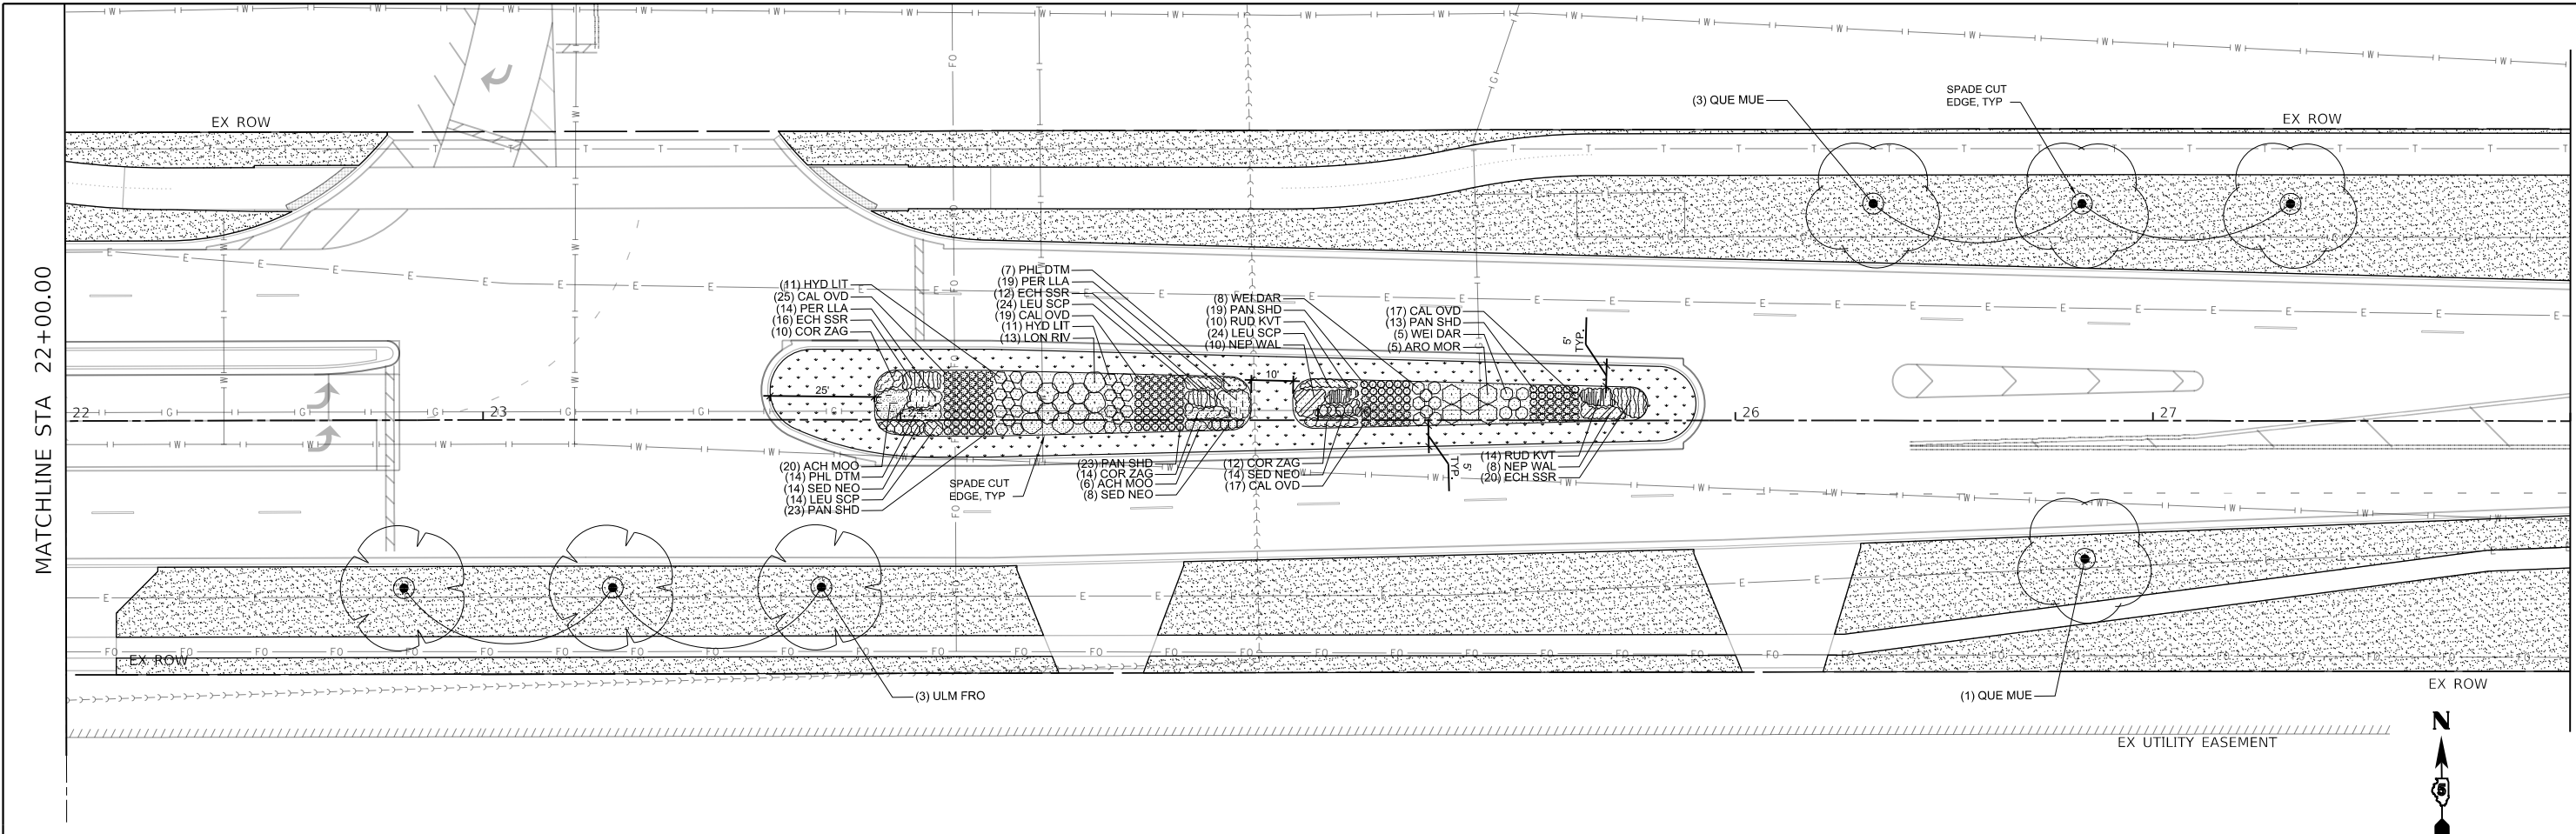 MATCHLINE STA 22+00.00
EX ROW
(3) QUE MUE
SPADE CUT
EDGE, TYP
EX ROW
(11) HYD LIT
(25) CAL OVD
(14) PER LLA
(16) ECH SSR
(10) COR ZAG
(7) PHL DTM
(19) PER LLA
(12) ECH SSR
(24) LEU SCP
(19) CAL OVD
(11) HYD LIT
(13) LON RIV
(8) WEI DAR
(19) PAN SHD
(10) RUD KVT
(24) LEU SCP
(10) NEP WAL
(17) CAL OVD
(13) PAN SHD
(5) WEI DAR
(5) ARO MOR
5'
TYP.
25'
10'
22
23
24
26
27
(20) ACH MOO
(14) PHL DTM
(14) SED NEO
(14) LEU SCP
(23) PAN SHD
SPADE CUT
EDGE, TYP
(23) PAN SHD
(14) COR ZAG
(6) ACH MOO
(8) SED NEO
(12) COR ZAG
(14) SED NEO
(17) CAL OVD
5'
TYP.
(14) RUD KVT
(8) NEP WAL
(20) ECH SSR
EX ROW
(3) ULM FRO
(1) QUE MUE
EX ROW
EX UTILITY EASEMENT
N
5